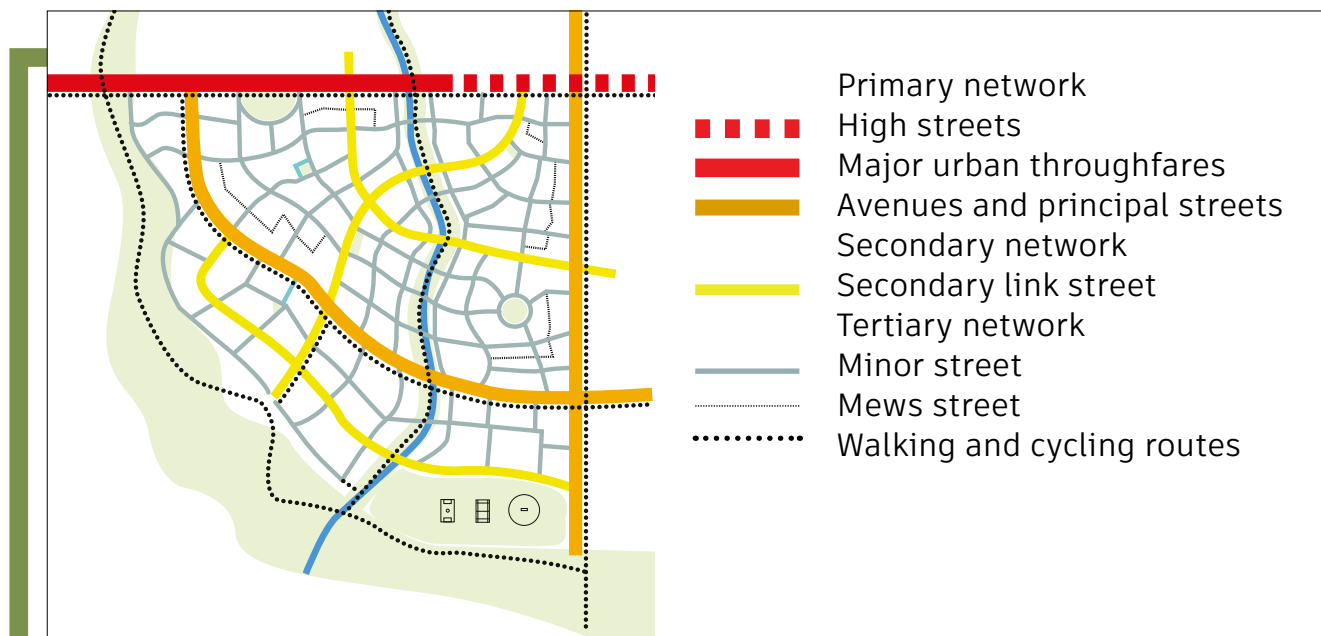 Primary network
High streets
Major urban throughfares
Avenues and principal streets
Secondary network
Secondary link street
Tertiary network
Minor street
Mews street
Walking and cycling routes